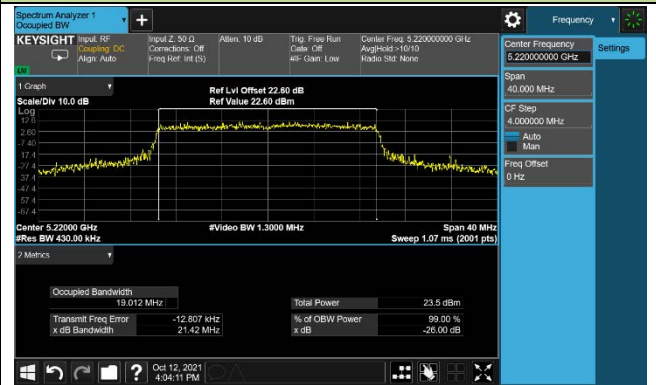 Spectrum Analyzer 1
Occupied BW
Frequency
KEYSIGHT
Input: RF
Coupling: DC
Align: Auto
Input Z: 50 Ω
Corrections: Off
Freq Ref: Int (S)
Atten: 10 dB
Trig: Free Run
Gate: Off
#IF Gain: Low
Center Freq: 5.220000000 GHz
Avg|Hold:>10/10
Radio Std: None
Center Frequency
5.220000000 GHz
Settings
Span
40.000 MHz
CF Step
4.000000 MHz
Auto
Man
Freq Offset
0 Hz
1 Graph
Scale/Div 10.0 dB
Ref Lvl Offset 22.60 dB
Ref Value 22.60 dBm
Log
12.6
2.60
-7.40
-17.4
-27.4
-37.4
-47.4
-57.4
-67.4
Center 5.22000 GHz
#Res BW 430.00 kHz
#Video BW 1.3000 MHz
Span 40 MHz
Sweep 1.07 ms (2001 pts)
2 Metrics
Occupied Bandwidth
19.012 MHz
Total Power 23.5 dBm
Transmit Freq Error -12.807 kHz
% of OBW Power 99.00 %
x dB Bandwidth 21.42 MHz
x dB -26.00 dB
?
Oct 12, 2021
4:04:11 PM